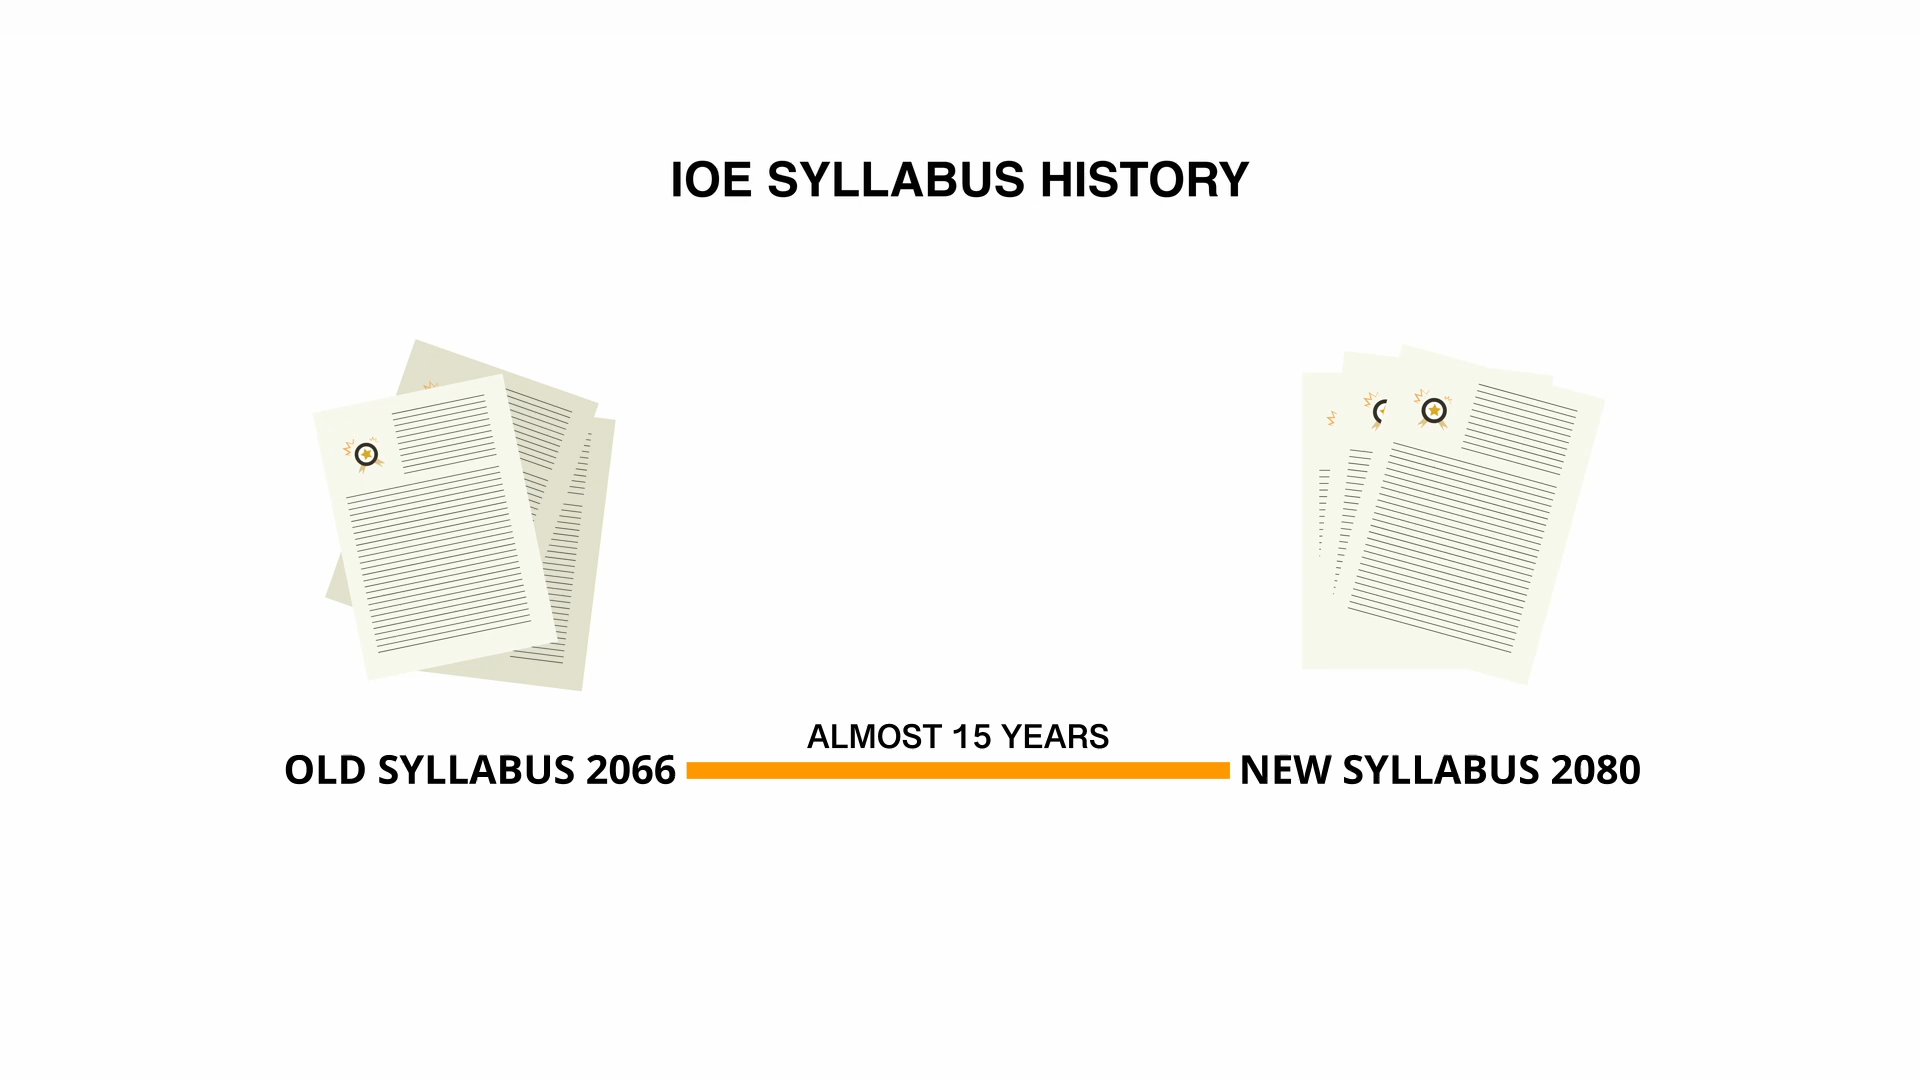 IOE SYLLABUS HISTORY
ALMOST 15 YEARS
OLD SYLLABUS 2066
NEW SYLLABUS 2080